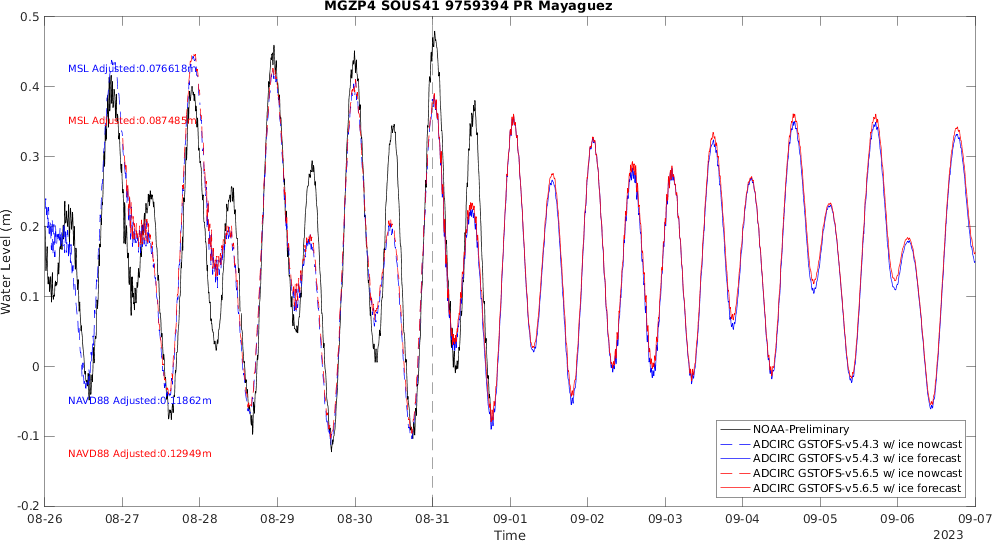 MGZP4 SOUS41 9759394 PR Mayaguez
0.5
0.4
0.3
0.2
0.1
0
-0.1
-0.2
Water Level (m)
MSL Adjusted:0.076618m
MSL Adjusted:0.087485m
NAVD88 Adjusted:0.11862m
NAVD88 Adjusted:0.12949m
NOAA-Preliminary
ADCIRC GSTOFS-v5.4.3 w/ ice nowcast
ADCIRC GSTOFS-v5.4.3 w/ ice forecast
ADCIRC GSTOFS-v5.6.5 w/ ice nowcast
ADCIRC GSTOFS-v5.6.5 w/ ice forecast
08-26 08-27 08-28 08-29 08-30 08-31 09-01 09-02 09-03 09-04 09-05 09-06 09-07
Time
2023